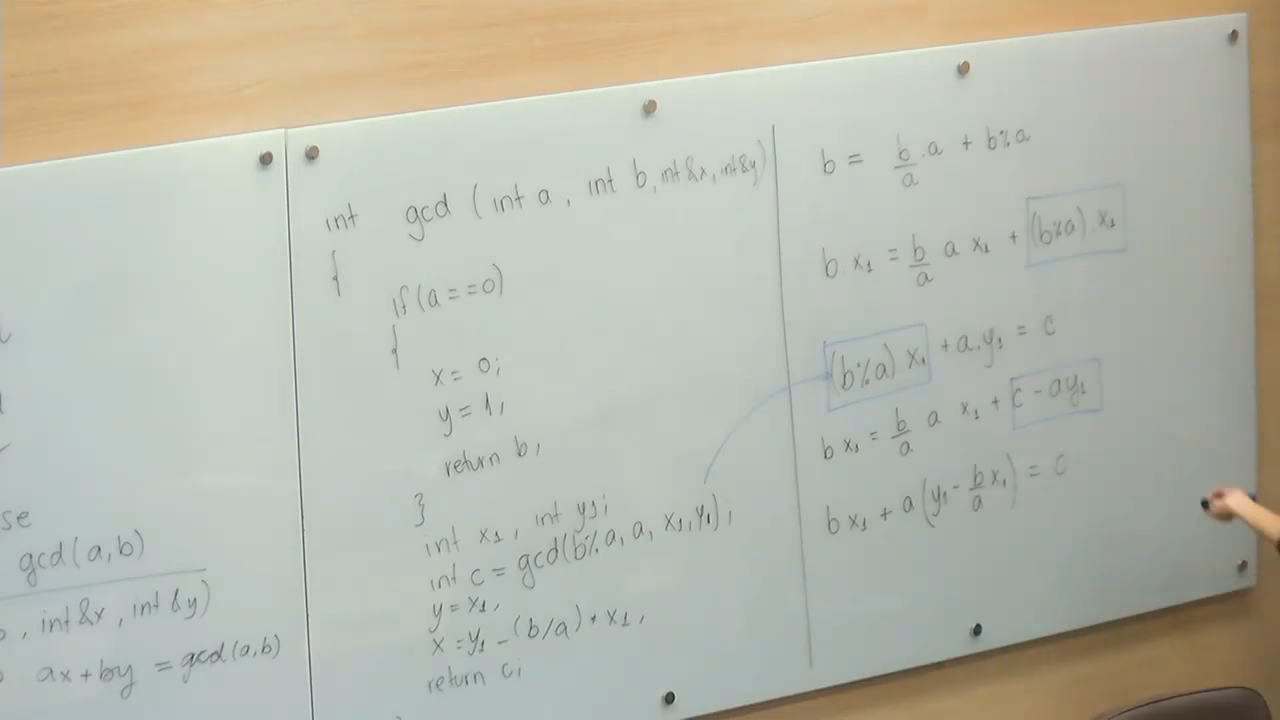 se
gcd(a,b)
, int &x, int &y)
ax+by = gcd(a,b)
int gcd (int a, int b, int &x, int &y)
{
if (a==0)
{
x = 0;
y = 1;
return b;
}
int x₁, int y₁;
int c = gcd(b%a, a, x₁, y₁);
y = x₁;
x = y₁ - (b/a) * x₁;
return c;
b = b/a . a + b%a
b x₁ = b/a a x₁ + (b%a) . x₁
(b%a) x₁ + a . y₁ = c
b x₁ = b/a a x₁ + c - ay₁
b x₁ + a(y₁ - b/a x₁) = c